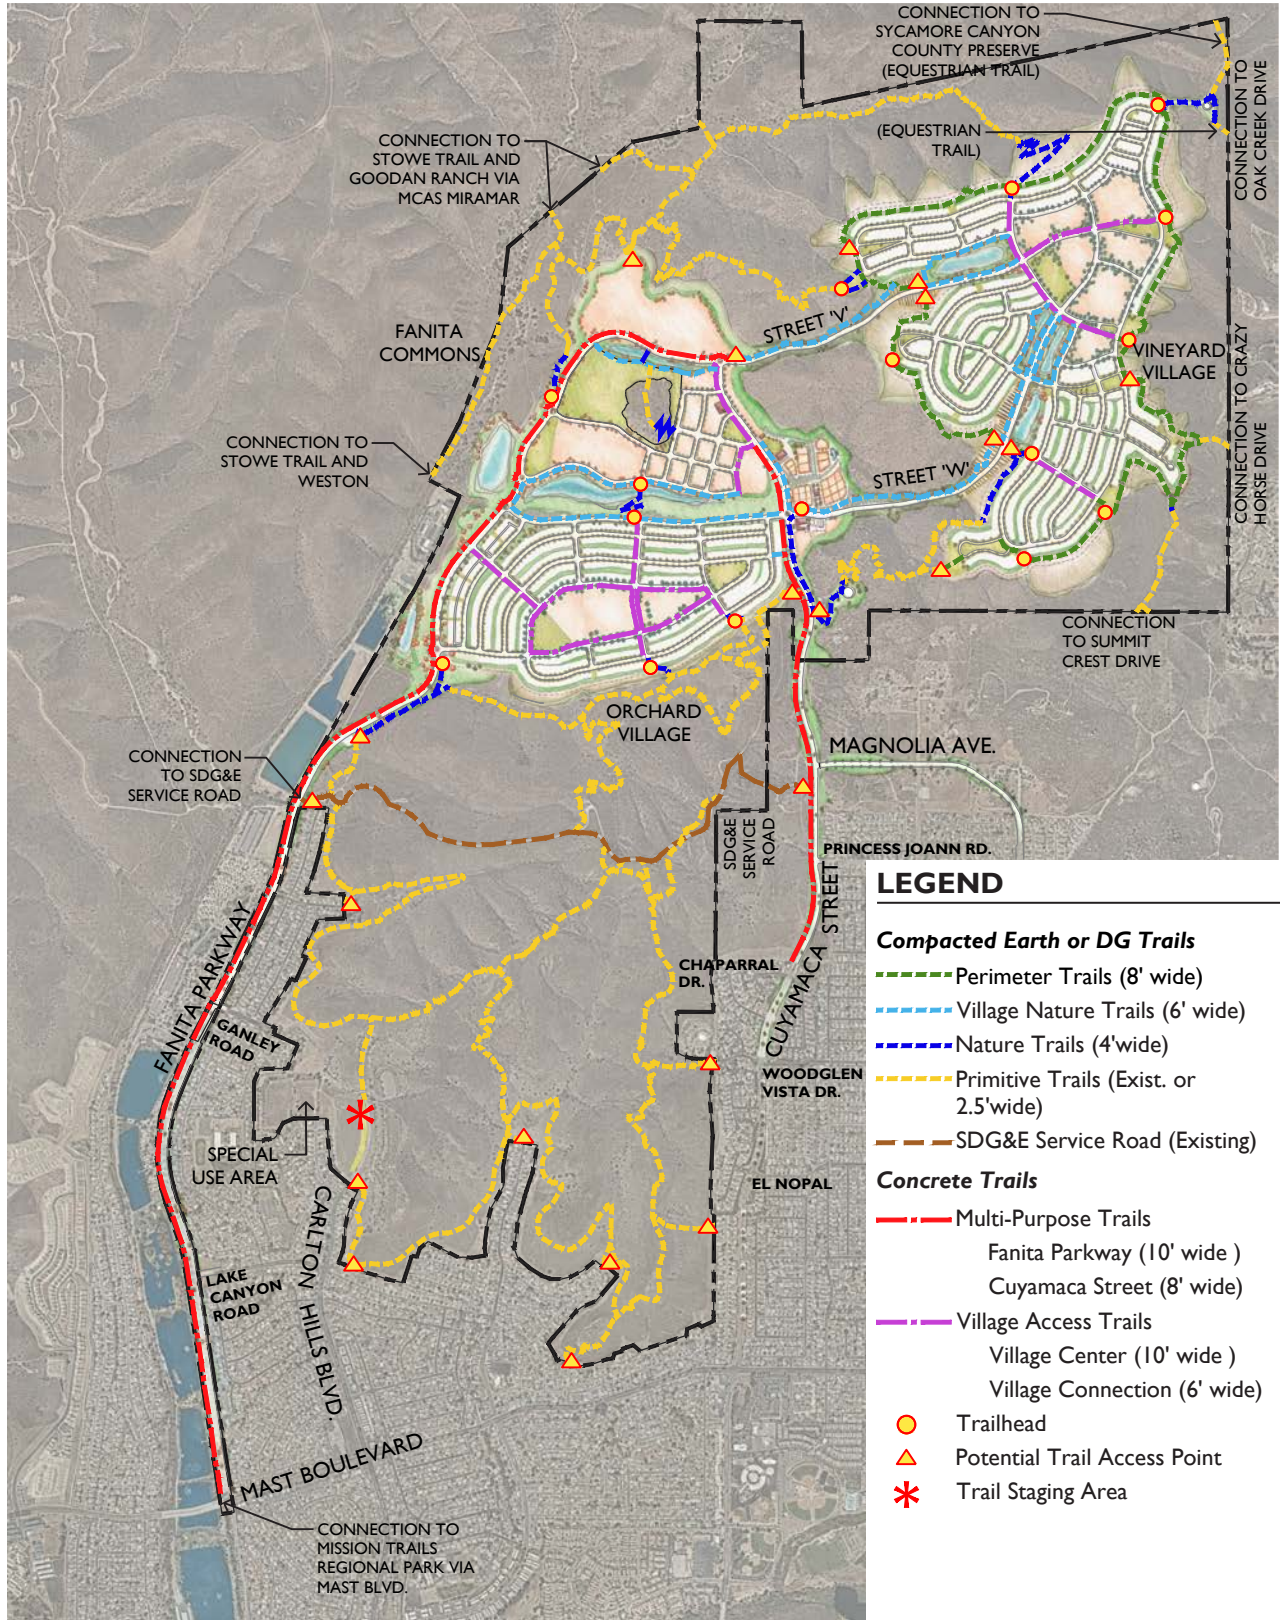 CONNECTION TO
SYCAMORE CANYON
COUNTY PRESERVE
(EQUESTRIAN TRAIL)
CONNECTION TO
OAK CREEK DRIVE
(EQUESTRIAN
TRAIL)
CONNECTION TO
STOWE TRAIL AND
GOODAN RANCH VIA
MCAS MIRAMAR
FANITA
COMMONS
STREET 'V'
VINEYARD
VILLAGE
CONNECTION TO CRAZY
HORSE DRIVE
CONNECTION TO
STOWE TRAIL AND
WESTON
STREET 'W'
CONNECTION
TO SUMMIT
CREST DRIVE
ORCHARD
VILLAGE
CONNECTION
TO SDG&E
SERVICE ROAD
MAGNOLIA AVE.
SDG&E
SERVICE
ROAD
PRINCESS JOANN RD.
CUYAMACA STREET
CHAPARRAL
DR.
FANITA PARKWAY
GANLEY
ROAD
WOODGLEN
VISTA DR.
SPECIAL
USE AREA
EL NOPAL
CARLTON HILLS BLVD.
LAKE
CANYON
ROAD
MAST BOULEVARD
CONNECTION TO
MISSION TRAILS
REGIONAL PARK VIA
MAST BLVD.
LEGEND
Compacted Earth or DG Trails
Perimeter Trails (8' wide)
Village Nature Trails (6' wide)
Nature Trails (4'wide)
Primitive Trails (Exist. or
2.5'wide)
SDG&E Service Road (Existing)
Concrete Trails
Multi-Purpose Trails
Fanita Parkway (10' wide )
Cuyamaca Street (8' wide)
Village Access Trails
Village Center (10' wide )
Village Connection (6' wide)
Trailhead
Potential Trail Access Point
Trail Staging Area